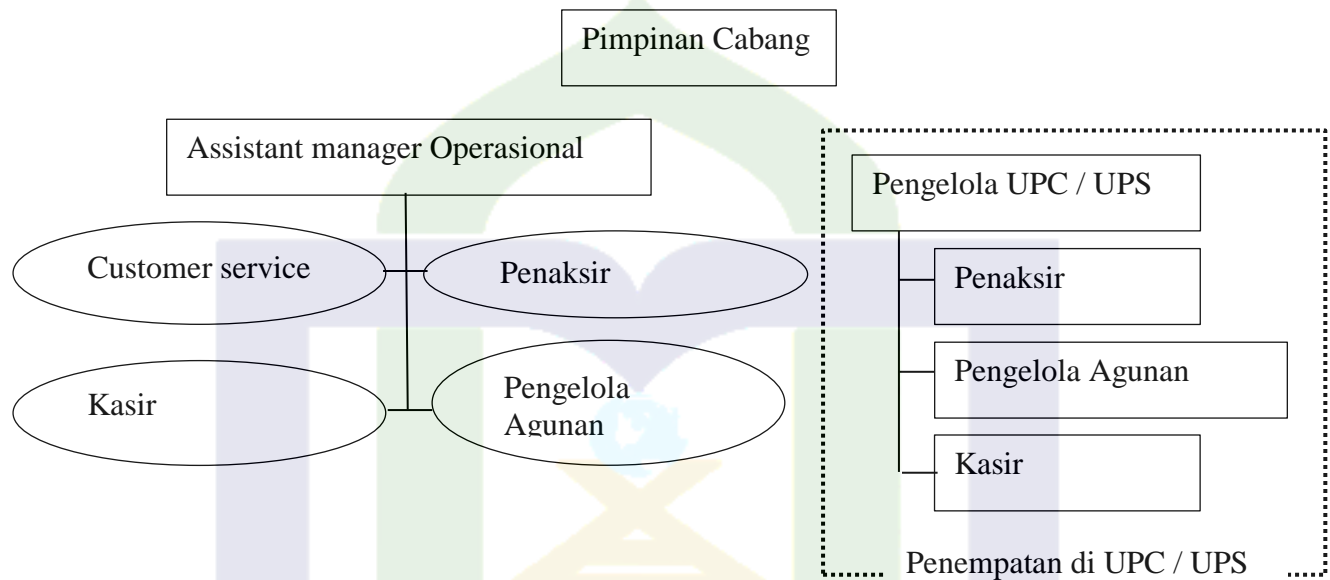 Pimpinan Cabang
Assistant manager Operasional
Customer service
Penaksir
Kasir
Pengelola
Agunan
Pengelola UPC / UPS
Penaksir
Pengelola Agunan
Kasir
Penempatan di UPC / UPS